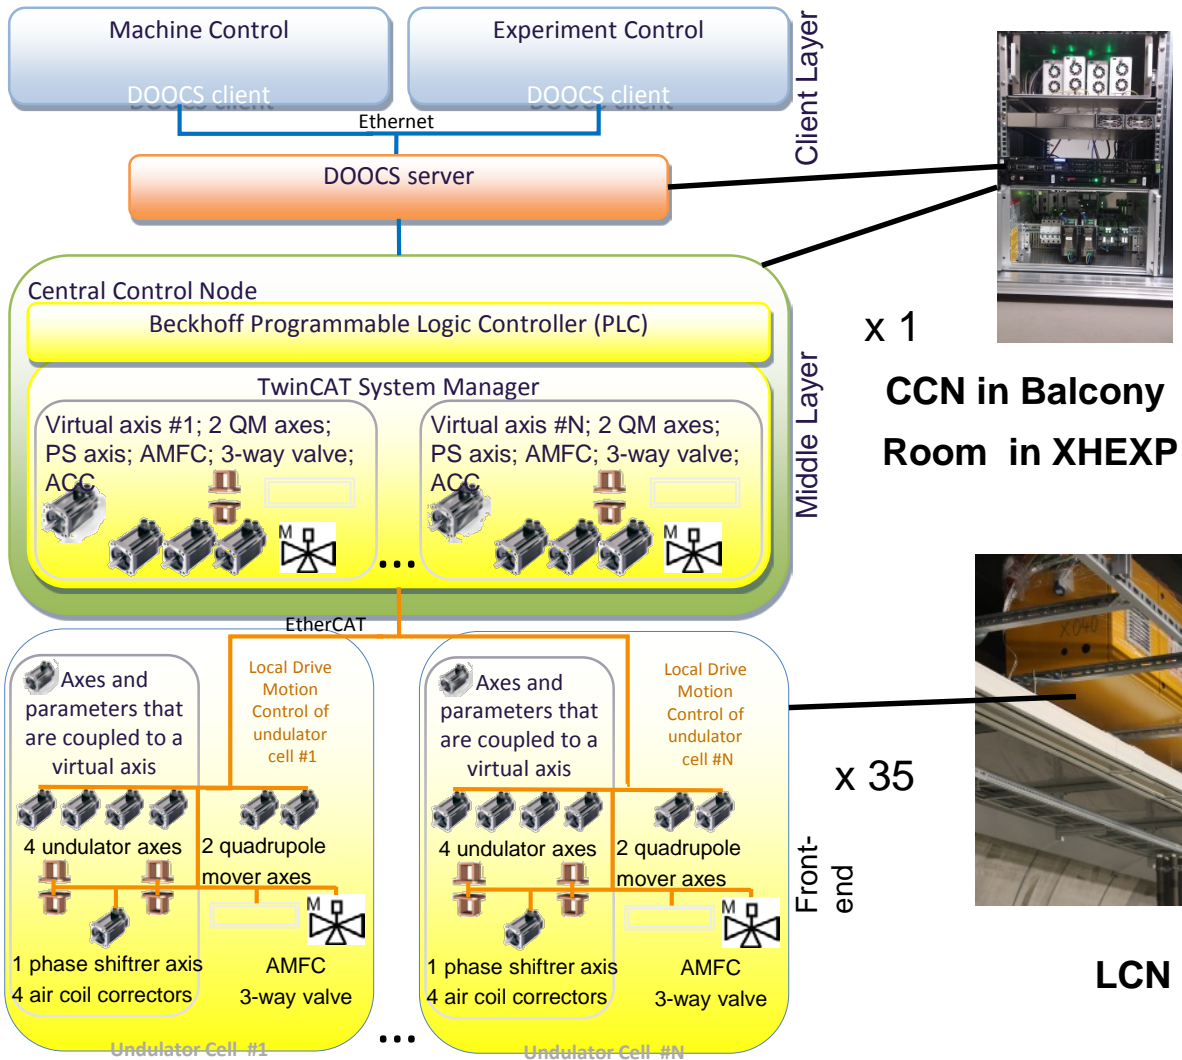 Machine Control
DOOCS client
Experiment Control
DOOCS client
Client Layer
Ethernet
DOOCS server
Central Control Node
Beckhoff Programmable Logic Controller (PLC)
TwinCAT System Manager
Virtual axis #1; 2 QM axes;
PS axis; AMFC; 3-way valve;
ACC
M
...
Virtual axis #N; 2 QM axes;
PS axis; AMFC; 3-way valve;
ACC
M
Middle Layer
x 1
CCN in Balcony
Room in XHEXP
EtherCAT
Axes and
parameters that
are coupled to a
virtual axis
Local Drive
Motion
Control of
undulator
cell #1
4 undulator axes
2 quadrupole
mover axes
M
1 phase shiftrer axis
4 air coil correctors
AMFC
3-way valve
Undulator Cell #1
...
Axes and
parameters that
are coupled to a
virtual axis
Local Drive
Motion
Control of
undulator
cell #N
4 undulator axes
2 quadrupole
mover axes
M
1 phase shiftrer axis
4 air coil correctors
AMFC
3-way valve
Undulator Cell #N
Front-
end
x 35
X040
LCN